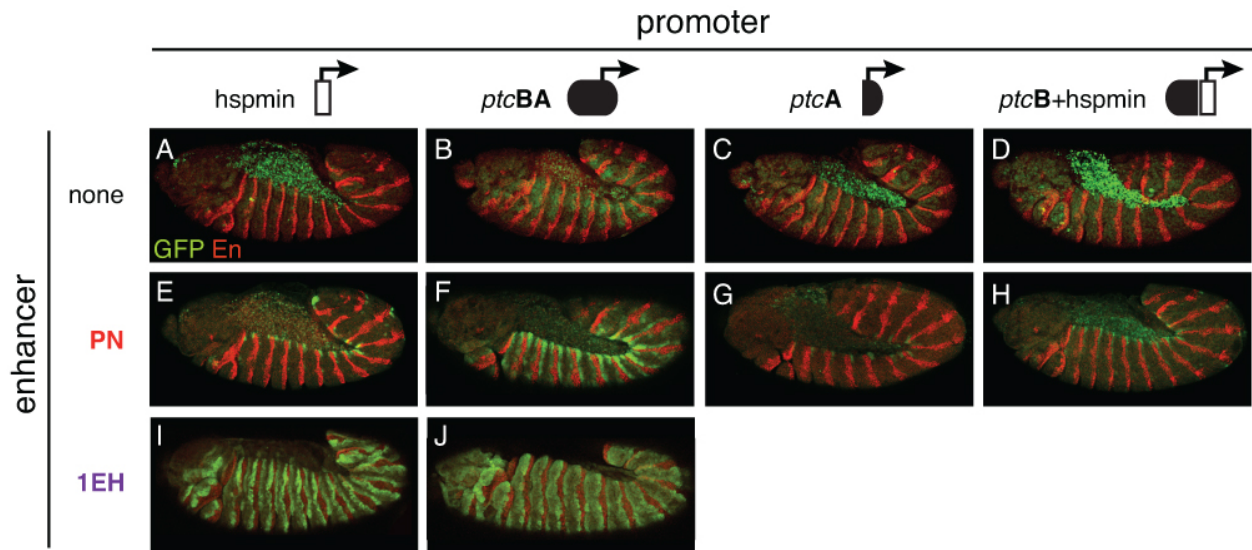 promoter
hspmin
ptcBA
ptcA
ptcB+hspmin
enhancer
none
A
B
C
D
GFP En
PN
E
F
G
H
1EH
I
J